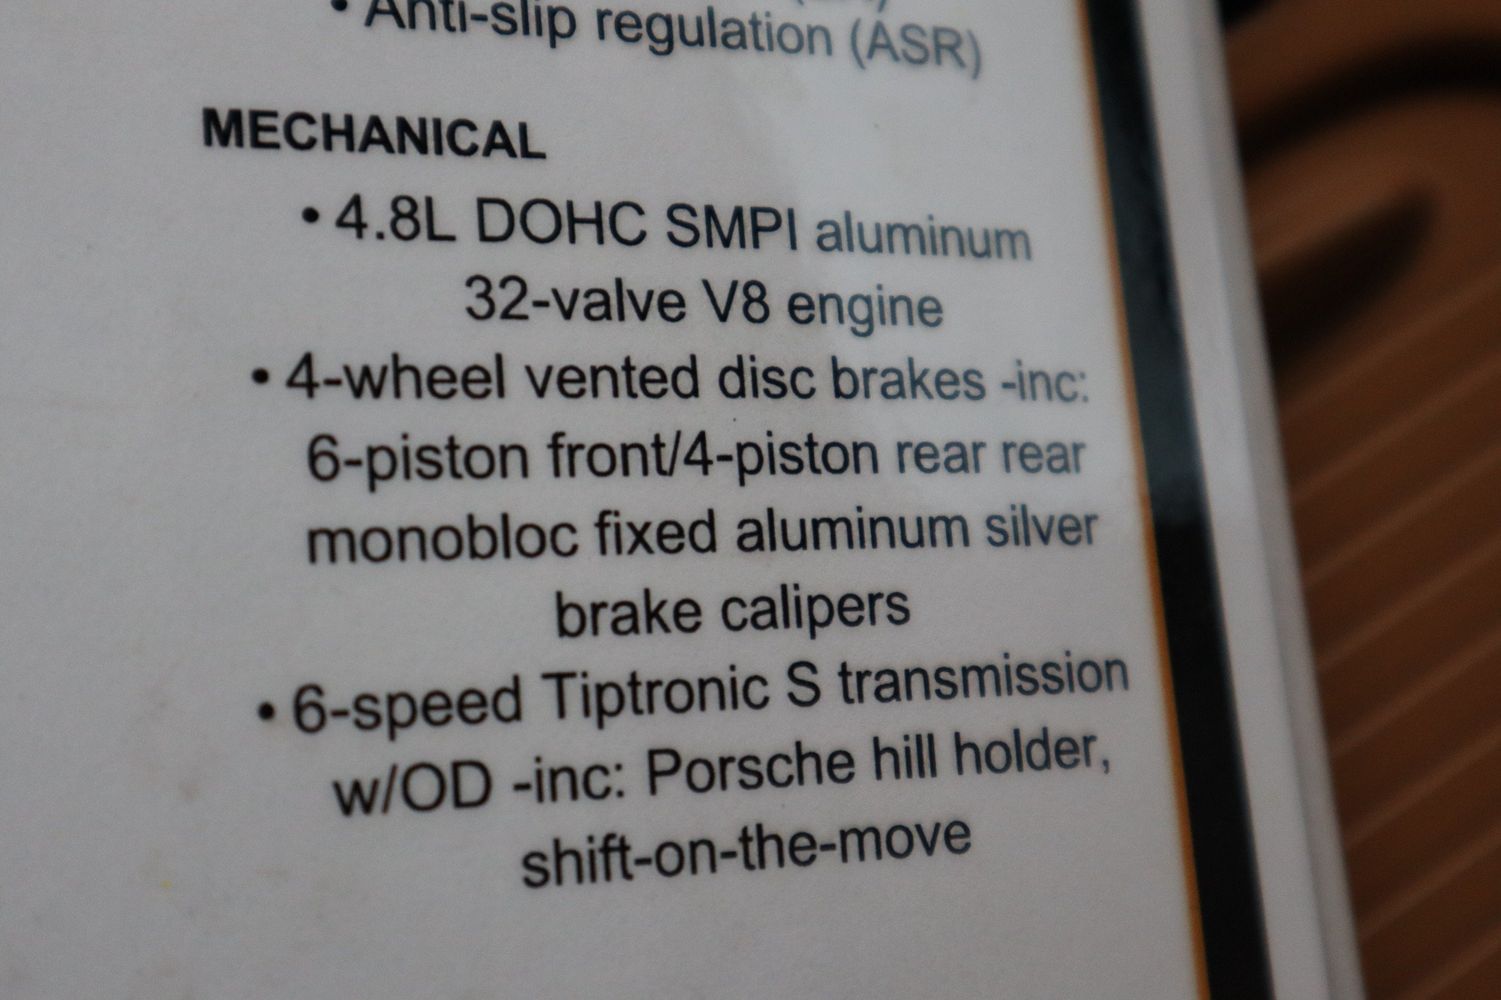 • Anti-slip regulation (ASR)
MECHANICAL
• 4.8L DOHC SMPI aluminum
32-valve V8 engine
• 4-wheel vented disc brakes -inc:
6-piston front/4-piston rear rear
monobloc fixed aluminum silver
brake calipers
• 6-speed Tiptronic S transmission
w/OD -inc: Porsche hill holder,
shift-on-the-move